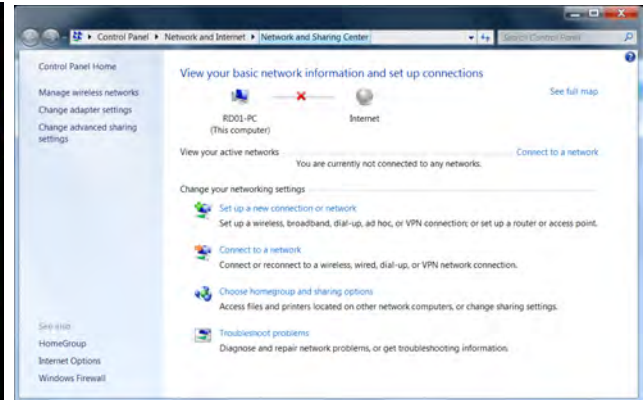 Control Panel ▸ Network and Internet ▸ Network and Sharing Center
Search Control Panel
Control Panel Home
Manage wireless networks
Change adapter settings
Change advanced sharing
settings
See also
HomeGroup
Internet Options
Windows Firewall
View your basic network information and set up connections
See full map
RD01-PC
(This computer)
Internet
View your active networks
Connect to a network
You are currently not connected to any networks.
Change your networking settings
Set up a new connection or network
Set up a wireless, broadband, dial-up, ad hoc, or VPN connection; or set up a router or access point.
Connect to a network
Connect or reconnect to a wireless, wired, dial-up, or VPN network connection.
Choose homegroup and sharing options
Access files and printers located on other network computers, or change sharing settings.
Troubleshoot problems
Diagnose and repair network problems, or get troubleshooting information.